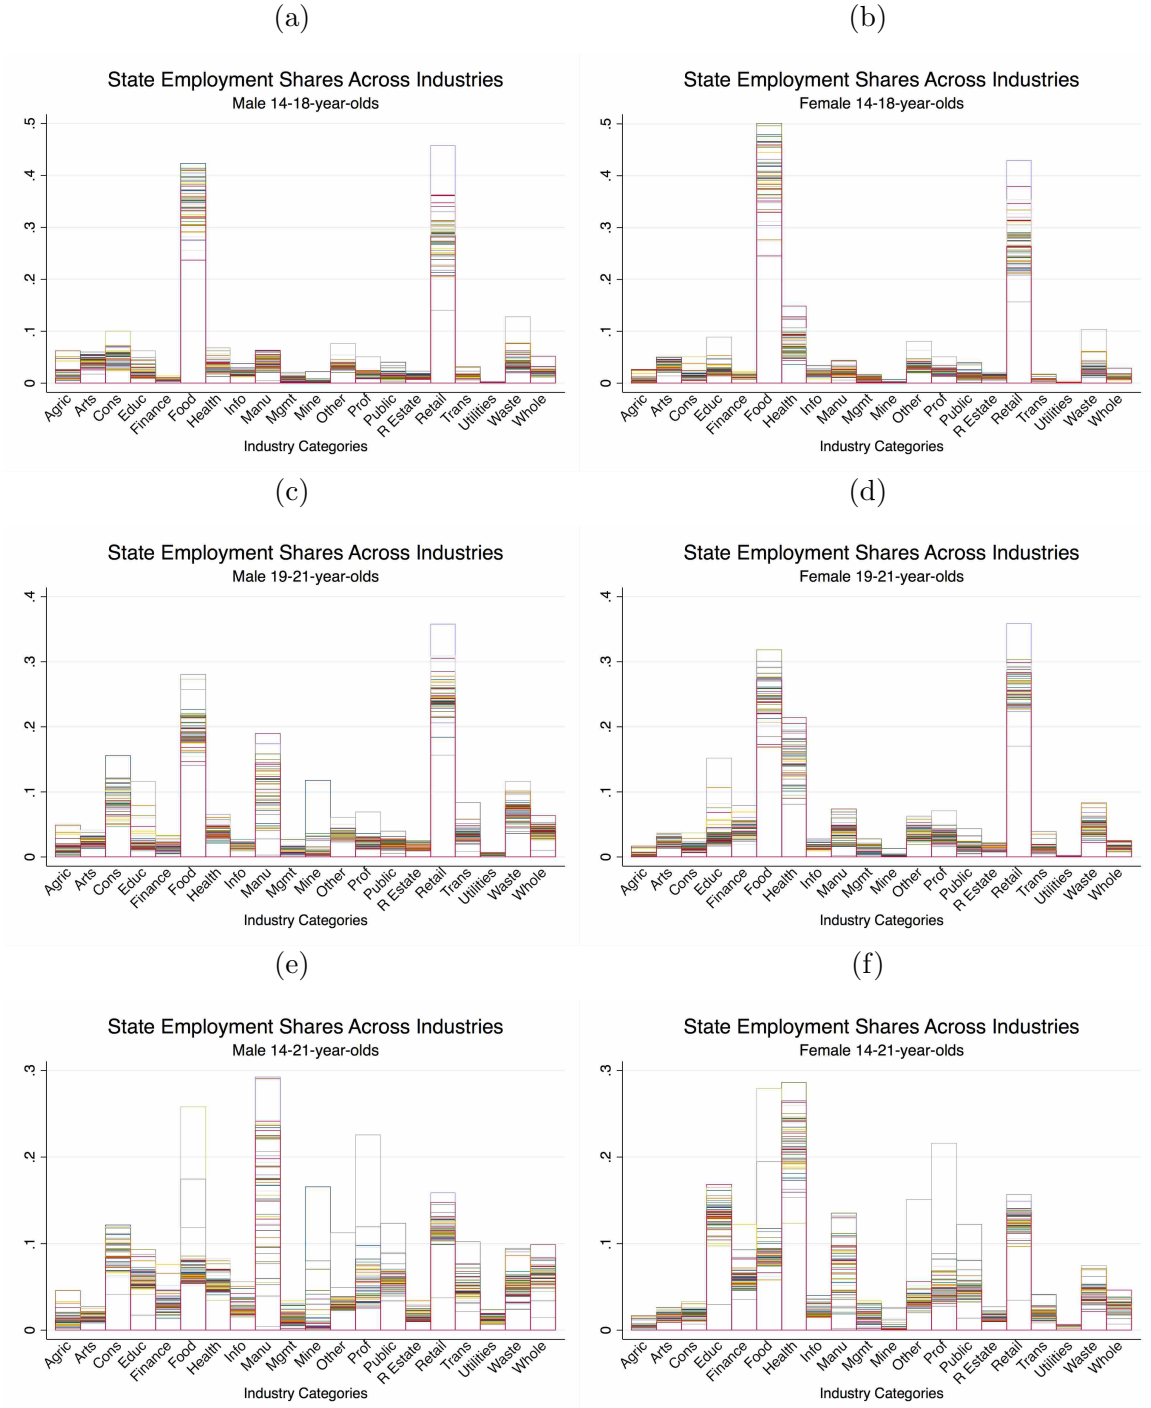 (a)
State Employment Shares Across Industries
Male 14-18-year-olds
.5
.4
.3
.2
.1
0
Agric Arts Cons Educ Finance Food Health Info Manu Mgmt Mine Other Prof Public R Estate Retail Trans Utilities Waste Whole
Industry Categories
(b)
State Employment Shares Across Industries
Female 14-18-year-olds
.5
.4
.3
.2
.1
0
Agric Arts Cons Educ Finance Food Health Info Manu Mgmt Mine Other Prof Public R Estate Retail Trans Utilities Waste Whole
Industry Categories
(c)
State Employment Shares Across Industries
Male 19-21-year-olds
.4
.3
.2
.1
0
Agric Arts Cons Educ Finance Food Health Info Manu Mgmt Mine Other Prof Public R Estate Retail Trans Utilities Waste Whole
Industry Categories
(d)
State Employment Shares Across Industries
Female 19-21-year-olds
.4
.3
.2
.1
0
Agric Arts Cons Educ Finance Food Health Info Manu Mgmt Mine Other Prof Public R Estate Retail Trans Utilities Waste Whole
Industry Categories
(e)
State Employment Shares Across Industries
Male 14-21-year-olds
.3
.2
.1
0
Agric Arts Cons Educ Finance Food Health Info Manu Mgmt Mine Other Prof Public R Estate Retail Trans Utilities Waste Whole
Industry Categories
(f)
State Employment Shares Across Industries
Female 14-21-year-olds
.3
.2
.1
0
Agric Arts Cons Educ Finance Food Health Info Manu Mgmt Mine Other Prof Public R Estate Retail Trans Utilities Waste Whole
Industry Categories